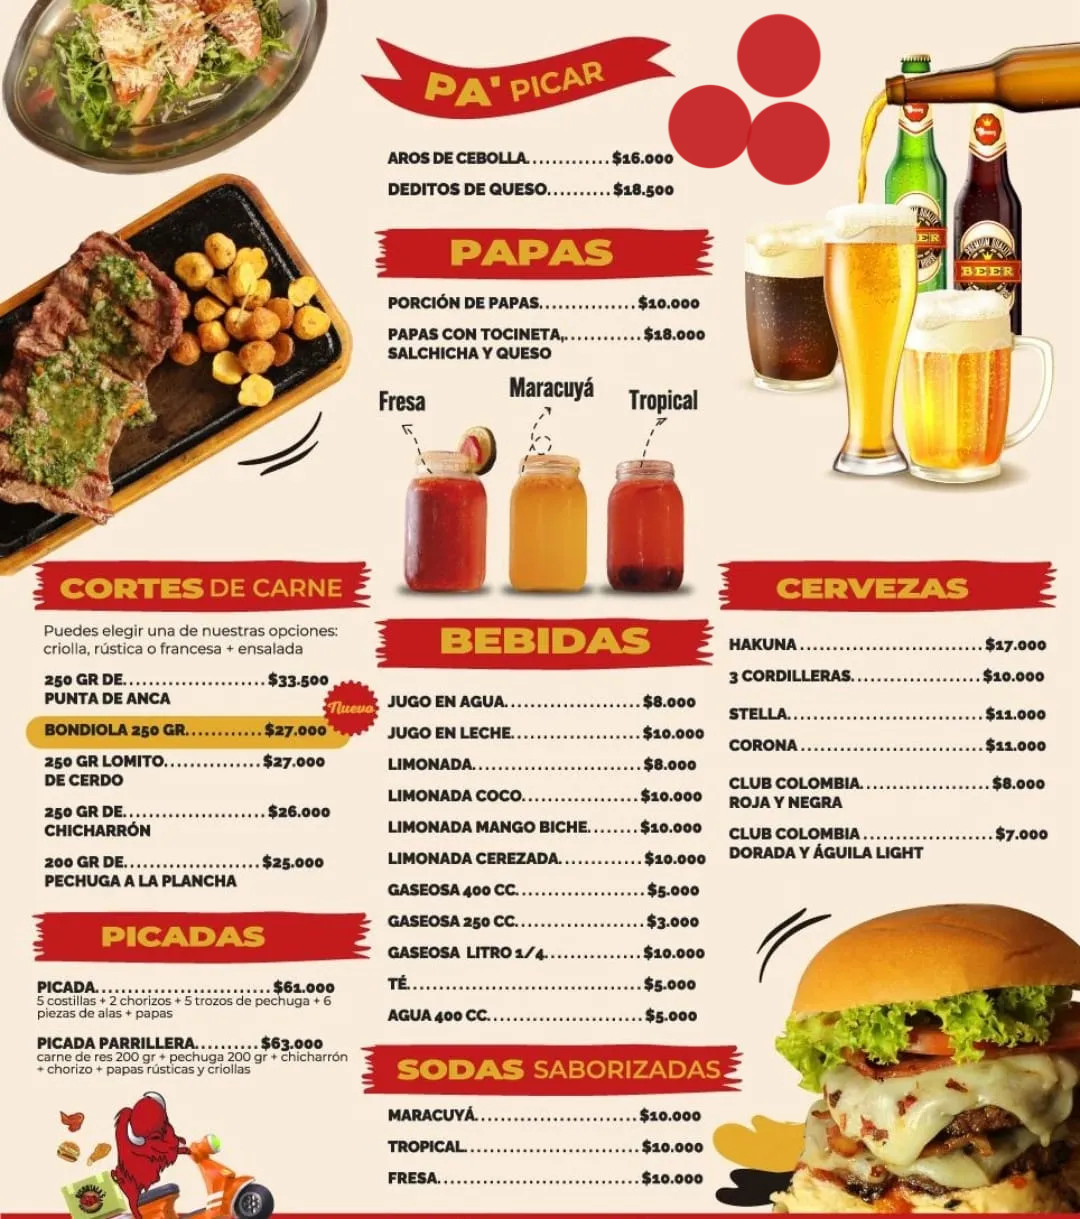 PA' PICAR
AROS DE CEBOLLA............. $16.000
DEDITOS DE QUESO.......... $18.500
PAPAS
PORCIÓN DE PAPAS............... $10.000
PAPAS CON TOCINETA,............ $18.000
SALCHICHA Y QUESO
Fresa
Maracuyá
Tropical
CORTES DE CARNE
Puedes elegir una de nuestras opciones:
criolla, rústica o francesa + ensalada
250 GR DE..................... $33.500
PUNTA DE ANCA
Nuevo
BONDIOLA 250 GR............ $27.000
250 GR LOMITO.............. $27.000
DE CERDO
250 GR DE..................... $26.000
CHICHARRÓN
200 GR DE.................... $25.000
PECHUGA A LA PLANCHA
PICADAS
PICADA.......................... $61.000
5 costillas + 2 chorizos + 5 trozos de pechuga + 6
piezas de alas + papas
PICADA PARRILLERA.......... $63.000
carne de res 200 gr + pechuga 200 gr + chicharrón
+ chorizo + papas rústicas y criollas
BEBIDAS
JUGO EN AGUA.................... $8.000
JUGO EN LECHE................... $10.000
LIMONADA......................... $8.000
LIMONADA COCO................. $10.000
LIMONADA MANGO BICHE....... $10.000
LIMONADA CEREZADA............ $10.000
GASEOSA 400 CC................... $5.000
GASEOSA 250 CC................... $3.000
GASEOSA LITRO 1/4.............. $10.000
TÉ................................... $5.000
AGUA 400 CC....................... $5.000
SODAS SABORIZADAS
MARACUYÁ........................ $10.000
TROPICAL.......................... $10.000
FRESA............................... $10.000
BEER
CERVEZAS
HAKUNA ............................ $17.000
3 CORDILLERAS.................... $10.000
STELLA.............................. $11.000
CORONA ............................ $11.000
CLUB COLOMBIA.................... $8.000
ROJA Y NEGRA
CLUB COLOMBIA .................... $7.000
DORADA Y ÁGUILA LIGHT